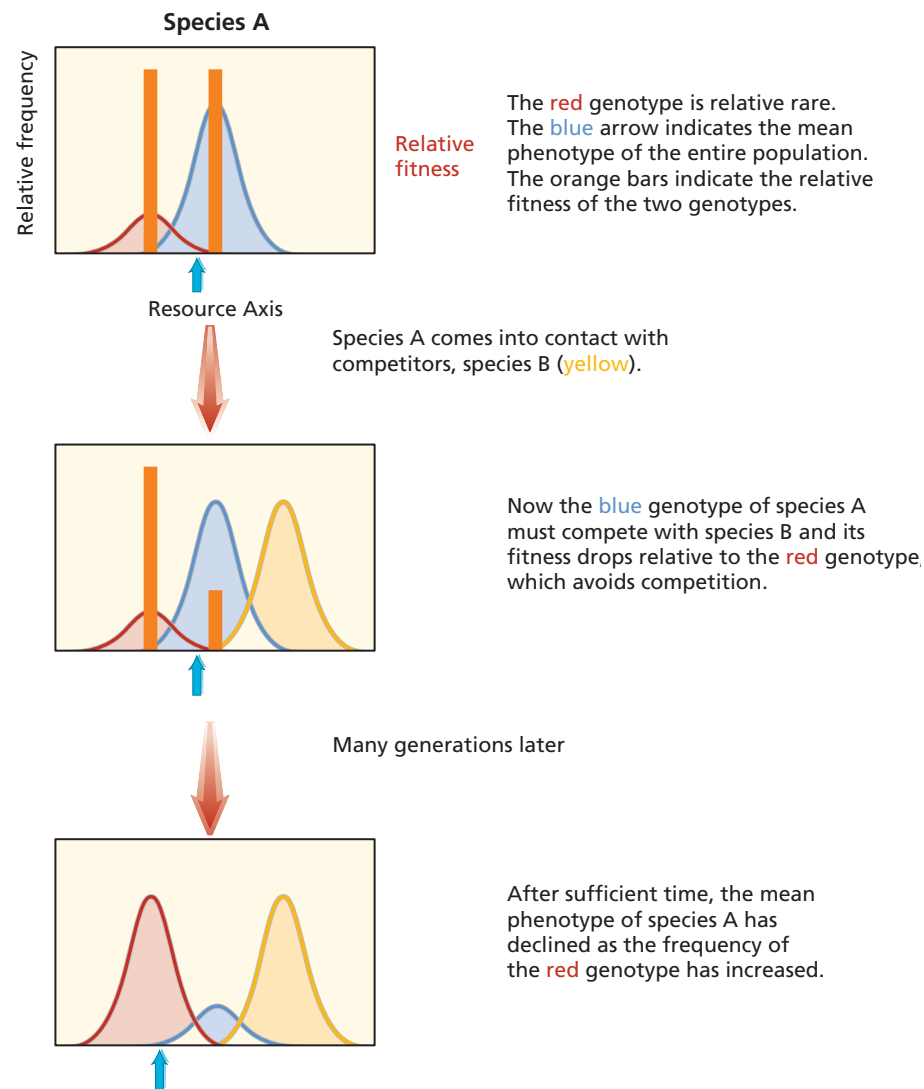 Species A
Relative frequency
Relative
fitness
The red genotype is relative rare.
The blue arrow indicates the mean
phenotype of the entire population.
The orange bars indicate the relative
fitness of the two genotypes.
Resource Axis
Species A comes into contact with
competitors, species B (yellow).
Now the blue genotype of species A
must compete with species B and its
fitness drops relative to the red genotype,
which avoids competition.
Many generations later
After sufficient time, the mean
phenotype of species A has
declined as the frequency of
the red genotype has increased.